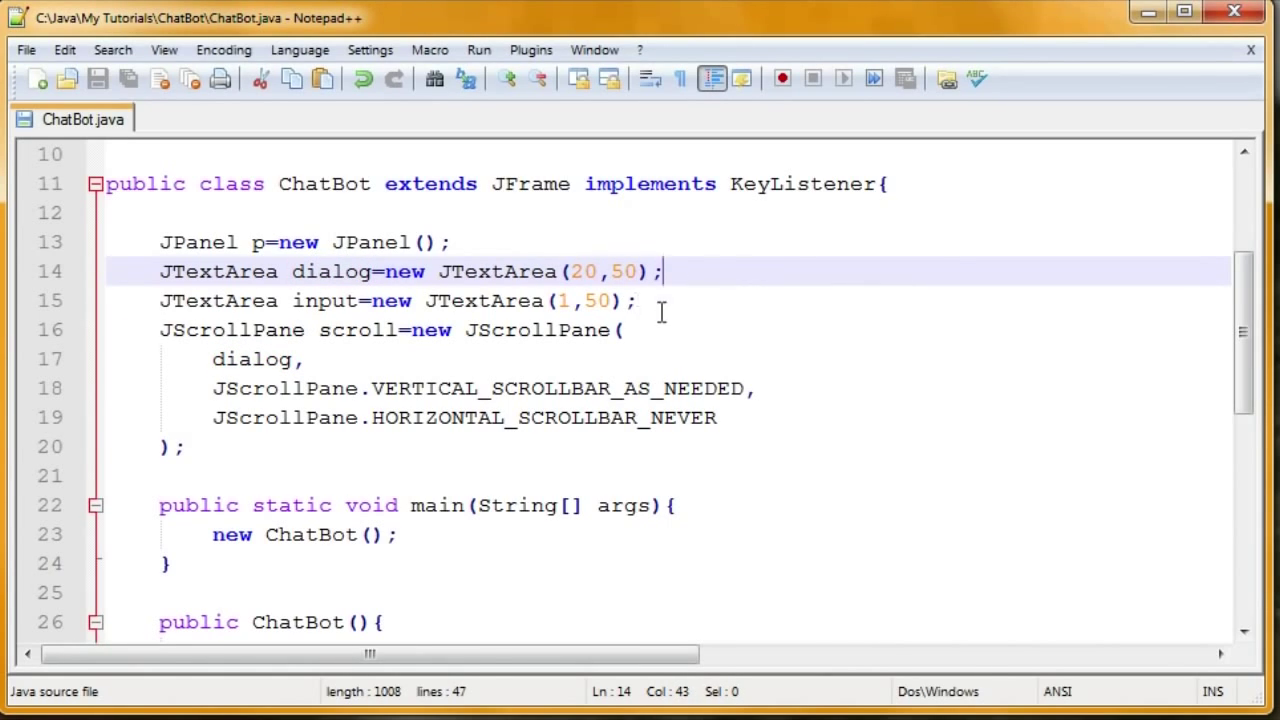 C:\Java\My Tutorials\ChatBot\ChatBot.java - Notepad++
File Edit Search View Encoding Language Settings Macro Run Plugins Window ? X
ABC
ChatBot.java
10
11 public class ChatBot extends JFrame implements KeyListener{
12
13 JPanel p=new JPanel();
14 JTextArea dialog=new JTextArea(20,50);
15 JTextArea input=new JTextArea(1,50);
16 JScrollPane scroll=new JScrollPane(
17 dialog,
18 JScrollPane.VERTICAL_SCROLLBAR_AS_NEEDED,
19 JScrollPane.HORIZONTAL_SCROLLBAR_NEVER
20 );
21
22 public static void main(String[] args){
23 new ChatBot();
24 }
25
26 public ChatBot(){
Java source file length : 1008 lines : 47 Ln : 14 Col : 43 Sel : 0 Dos\Windows ANSI INS